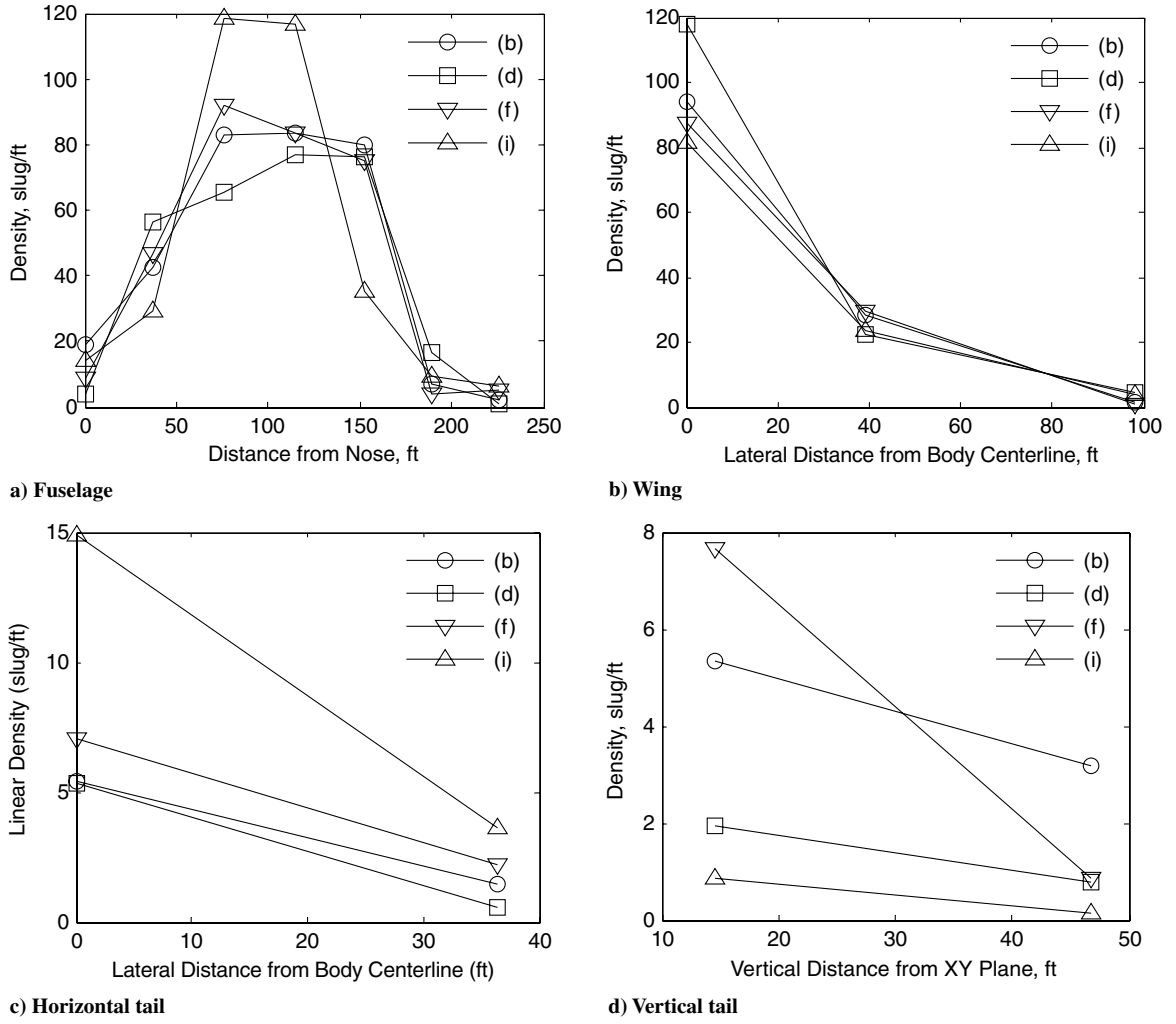 120
100
80
60
40
20
0
Density, slug/ft
0 50 100 150 200 250
Distance from Nose, ft
(b)
(d)
(f)
(i)
a) Fuselage
120
100
80
60
40
20
0
Density, slug/ft
0 20 40 60 80 100
Lateral Distance from Body Centerline, ft
(b)
(d)
(f)
(i)
b) Wing
15
10
5
0
Linear Density (slug/ft)
0 10 20 30 40
Lateral Distance from Body Centerline (ft)
(b)
(d)
(f)
(i)
c) Horizontal tail
8
6
4
2
0
Density, slug/ft
10 20 30 40 50
Vertical Distance from XY Plane, ft
(b)
(d)
(f)
(i)
d) Vertical tail